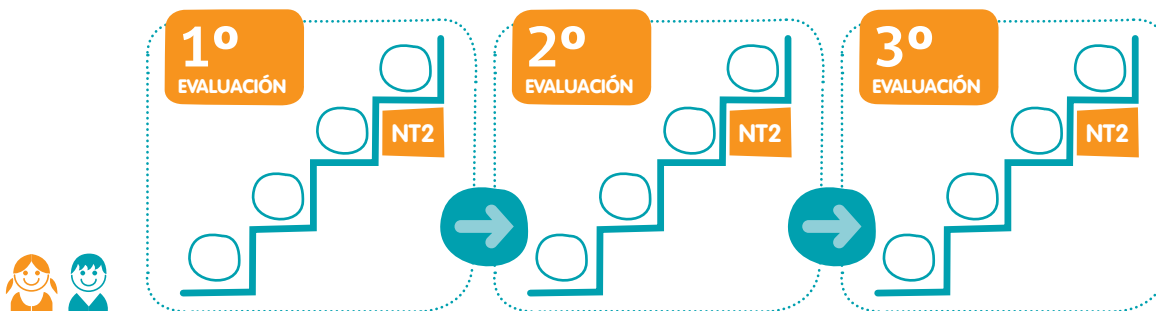 1º
EVALUACIÓN
NT2
2º
EVALUACIÓN
NT2
3º
EVALUACIÓN
NT2